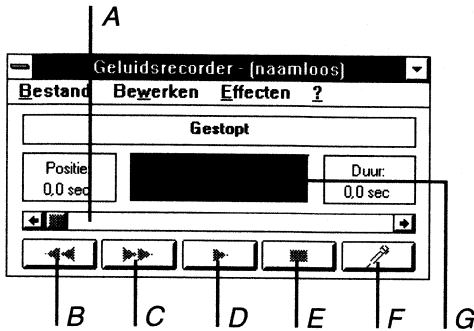 A
Geluidsrecorder - (naamloos)
Bestand Bewerken Effecten ?
Gestopt
Positie: Duur:
0,0 sec 0,0 sec
B C D E F G